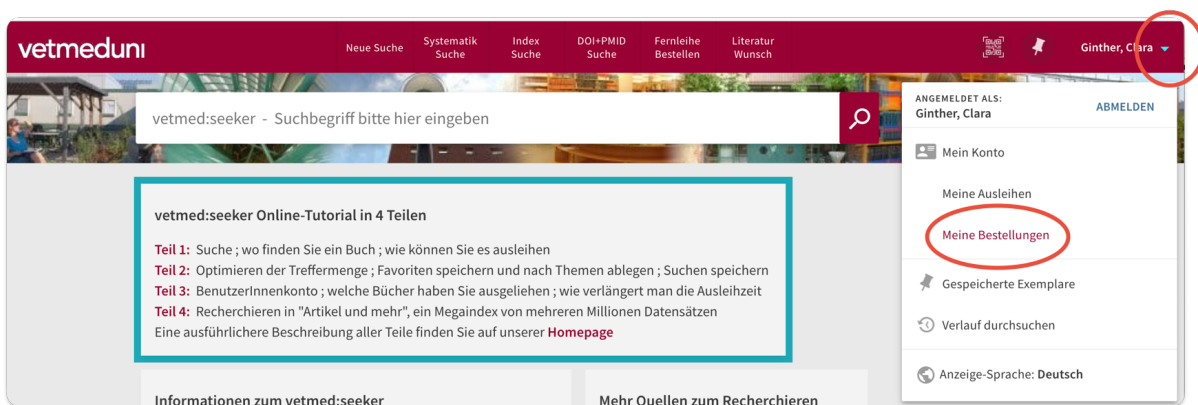 vetmeduni
Neue Suche
Systematik
Suche
Index
Suche
DOI+PMID
Suche
Fernleihe
Bestellen
Literatur
Wunsch
Ginther, Clara
vetmed:seeker - Suchbegriff bitte hier eingeben
ANGEMELDET ALS:
Ginther, Clara
ABMELDEN
Mein Konto
Meine Ausleihen
Meine Bestellungen
Gespeicherte Exemplare
Verlauf durchsuchen
Anzeige-Sprache: Deutsch
vetmed:seeker Online-Tutorial in 4 Teilen
Teil 1: Suche ; wo finden Sie ein Buch ; wie können Sie es ausleihen
Teil 2: Optimieren der Treffermenge ; Favoriten speichern und nach Themen ablegen ; Suchen speichern
Teil 3: BenutzerInnenkonto ; welche Bücher haben Sie ausgeliehen ; wie verlängert man die Ausleihzeit
Teil 4: Recherchieren in "Artikel und mehr", ein Megaindex von mehreren Millionen Datensätzen
Eine ausführlichere Beschreibung aller Teile finden Sie auf unserer Homepage
Informationen zum vetmed:seeker
Mehr Quellen zum Recherchieren